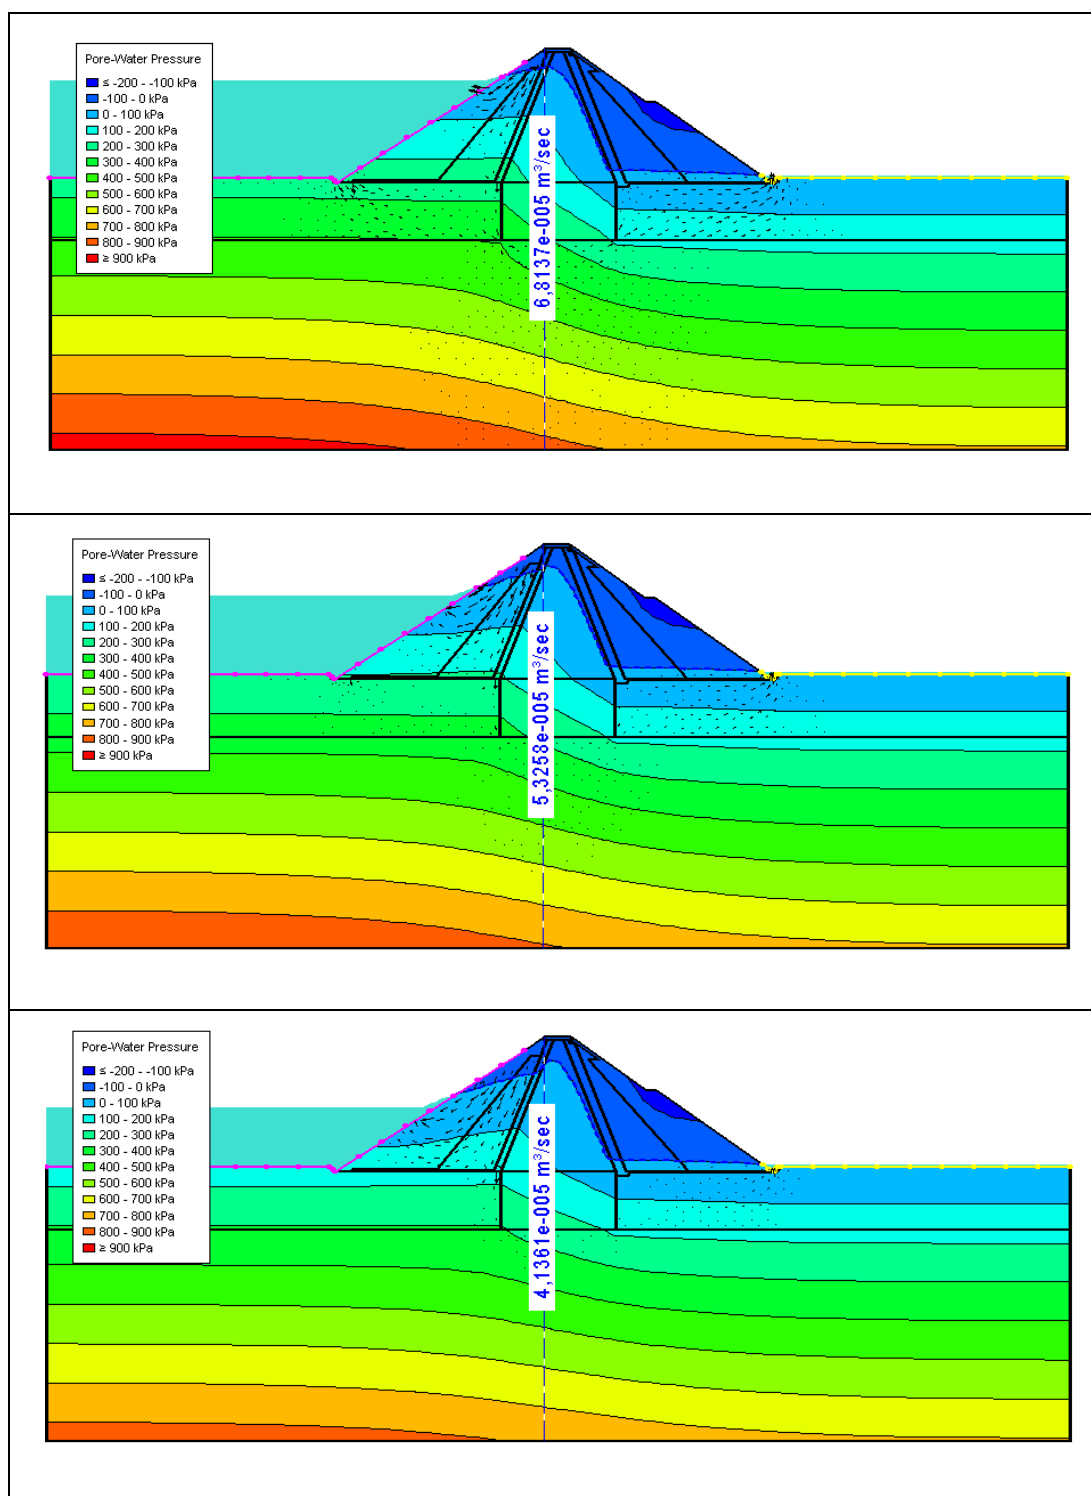 Pore-Water Pressure
≤ -200 - -100 kPa
-100 - 0 kPa
0 - 100 kPa
100 - 200 kPa
200 - 300 kPa
300 - 400 kPa
400 - 500 kPa
500 - 600 kPa
600 - 700 kPa
700 - 800 kPa
800 - 900 kPa
≥ 900 kPa
6,8137e-005 m³/sec
Pore-Water Pressure
≤ -200 - -100 kPa
-100 - 0 kPa
0 - 100 kPa
100 - 200 kPa
200 - 300 kPa
300 - 400 kPa
400 - 500 kPa
500 - 600 kPa
600 - 700 kPa
700 - 800 kPa
800 - 900 kPa
≥ 900 kPa
5,3258e-005 m³/sec
Pore-Water Pressure
≤ -200 - -100 kPa
-100 - 0 kPa
0 - 100 kPa
100 - 200 kPa
200 - 300 kPa
300 - 400 kPa
400 - 500 kPa
500 - 600 kPa
600 - 700 kPa
700 - 800 kPa
800 - 900 kPa
≥ 900 kPa
4,1361e-005 m³/sec